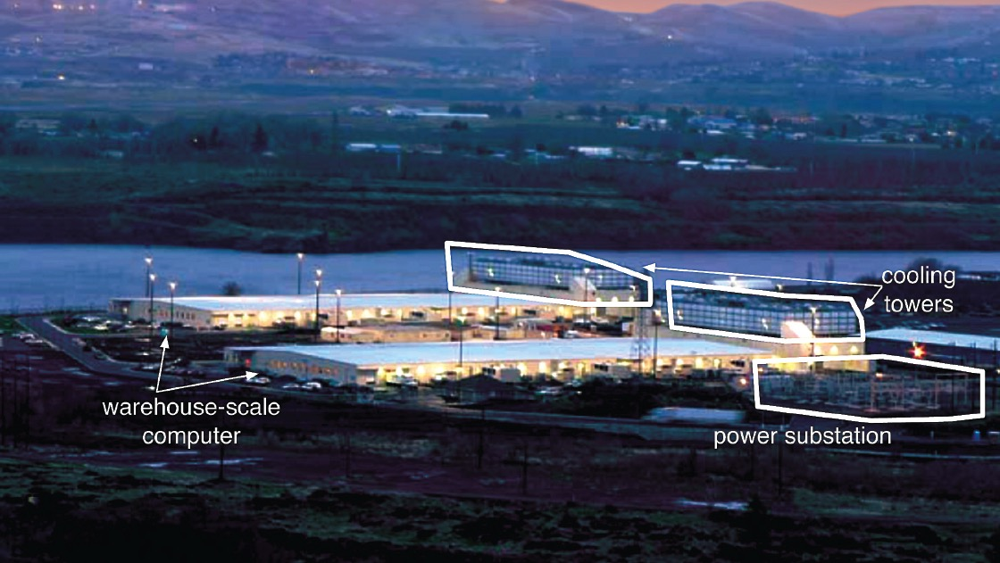 cooling
towers
warehouse-scale
computer
power substation